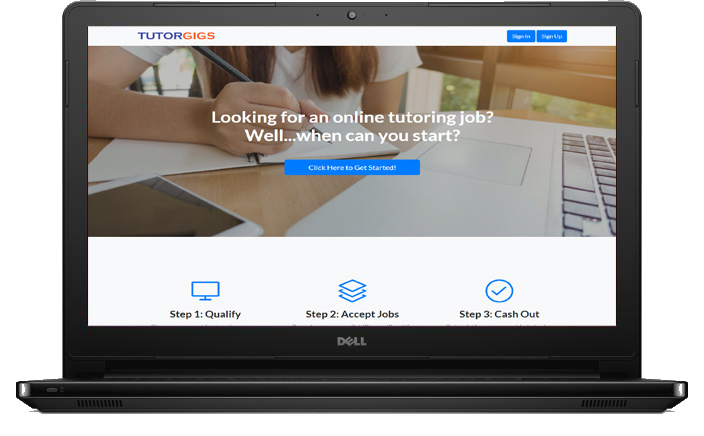 TUTORGIGS
Sign In
Sign Up
Looking for an online tutoring job?
Well...when can you start?
Click Here to Get Started!
Step 1: Qualify
Step 2: Accept Jobs
Step 3: Cash Out
DELL